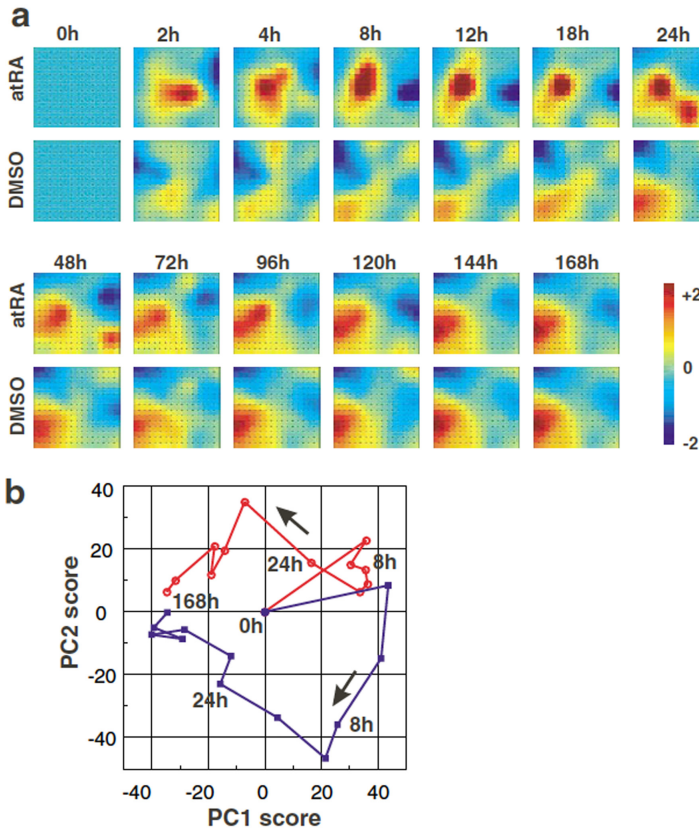 a
0h 2h 4h 8h 12h 18h 24h
atRA
DMSO
48h 72h 96h 120h 144h 168h
atRA
DMSO
+2
0
-2
b
40
20
0
-20
-40
PC2 score
24h
8h
168h
0h
24h
8h
-40 -20 0 20 40
PC1 score